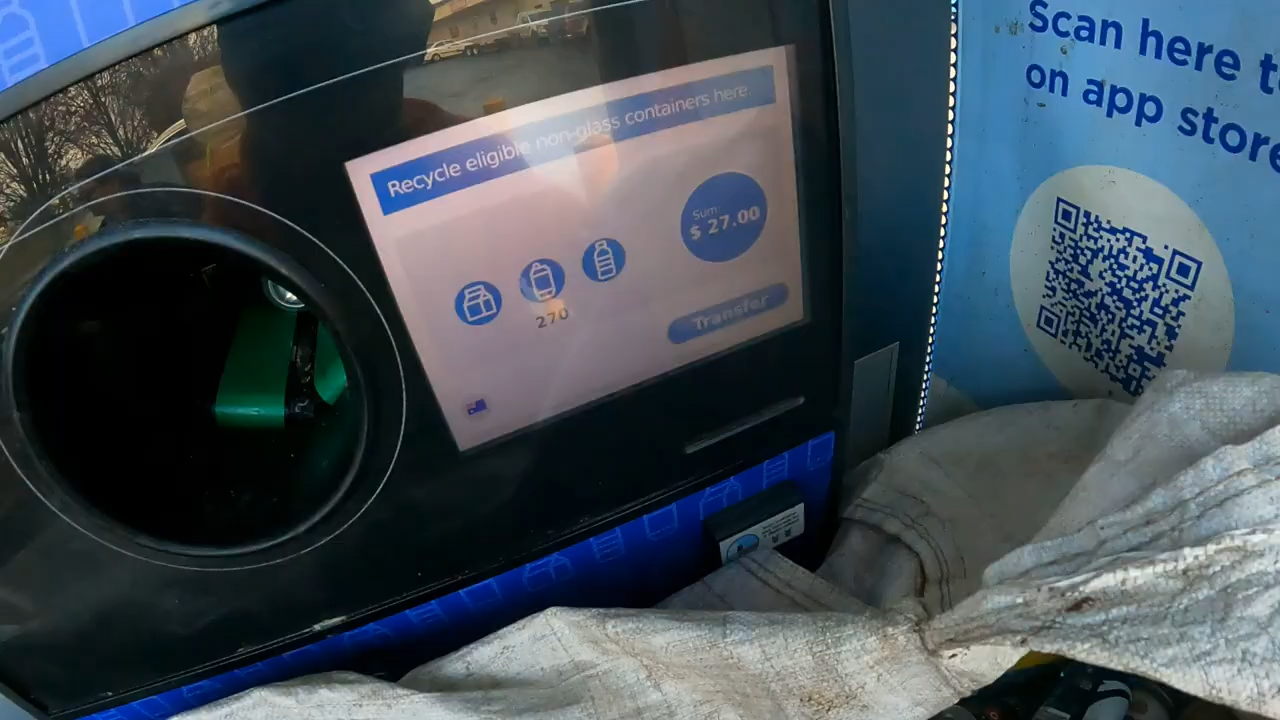 Scan here t
on app store
Recycle eligible non-glass containers here.
Sum:
$ 27.00
270
Transfer